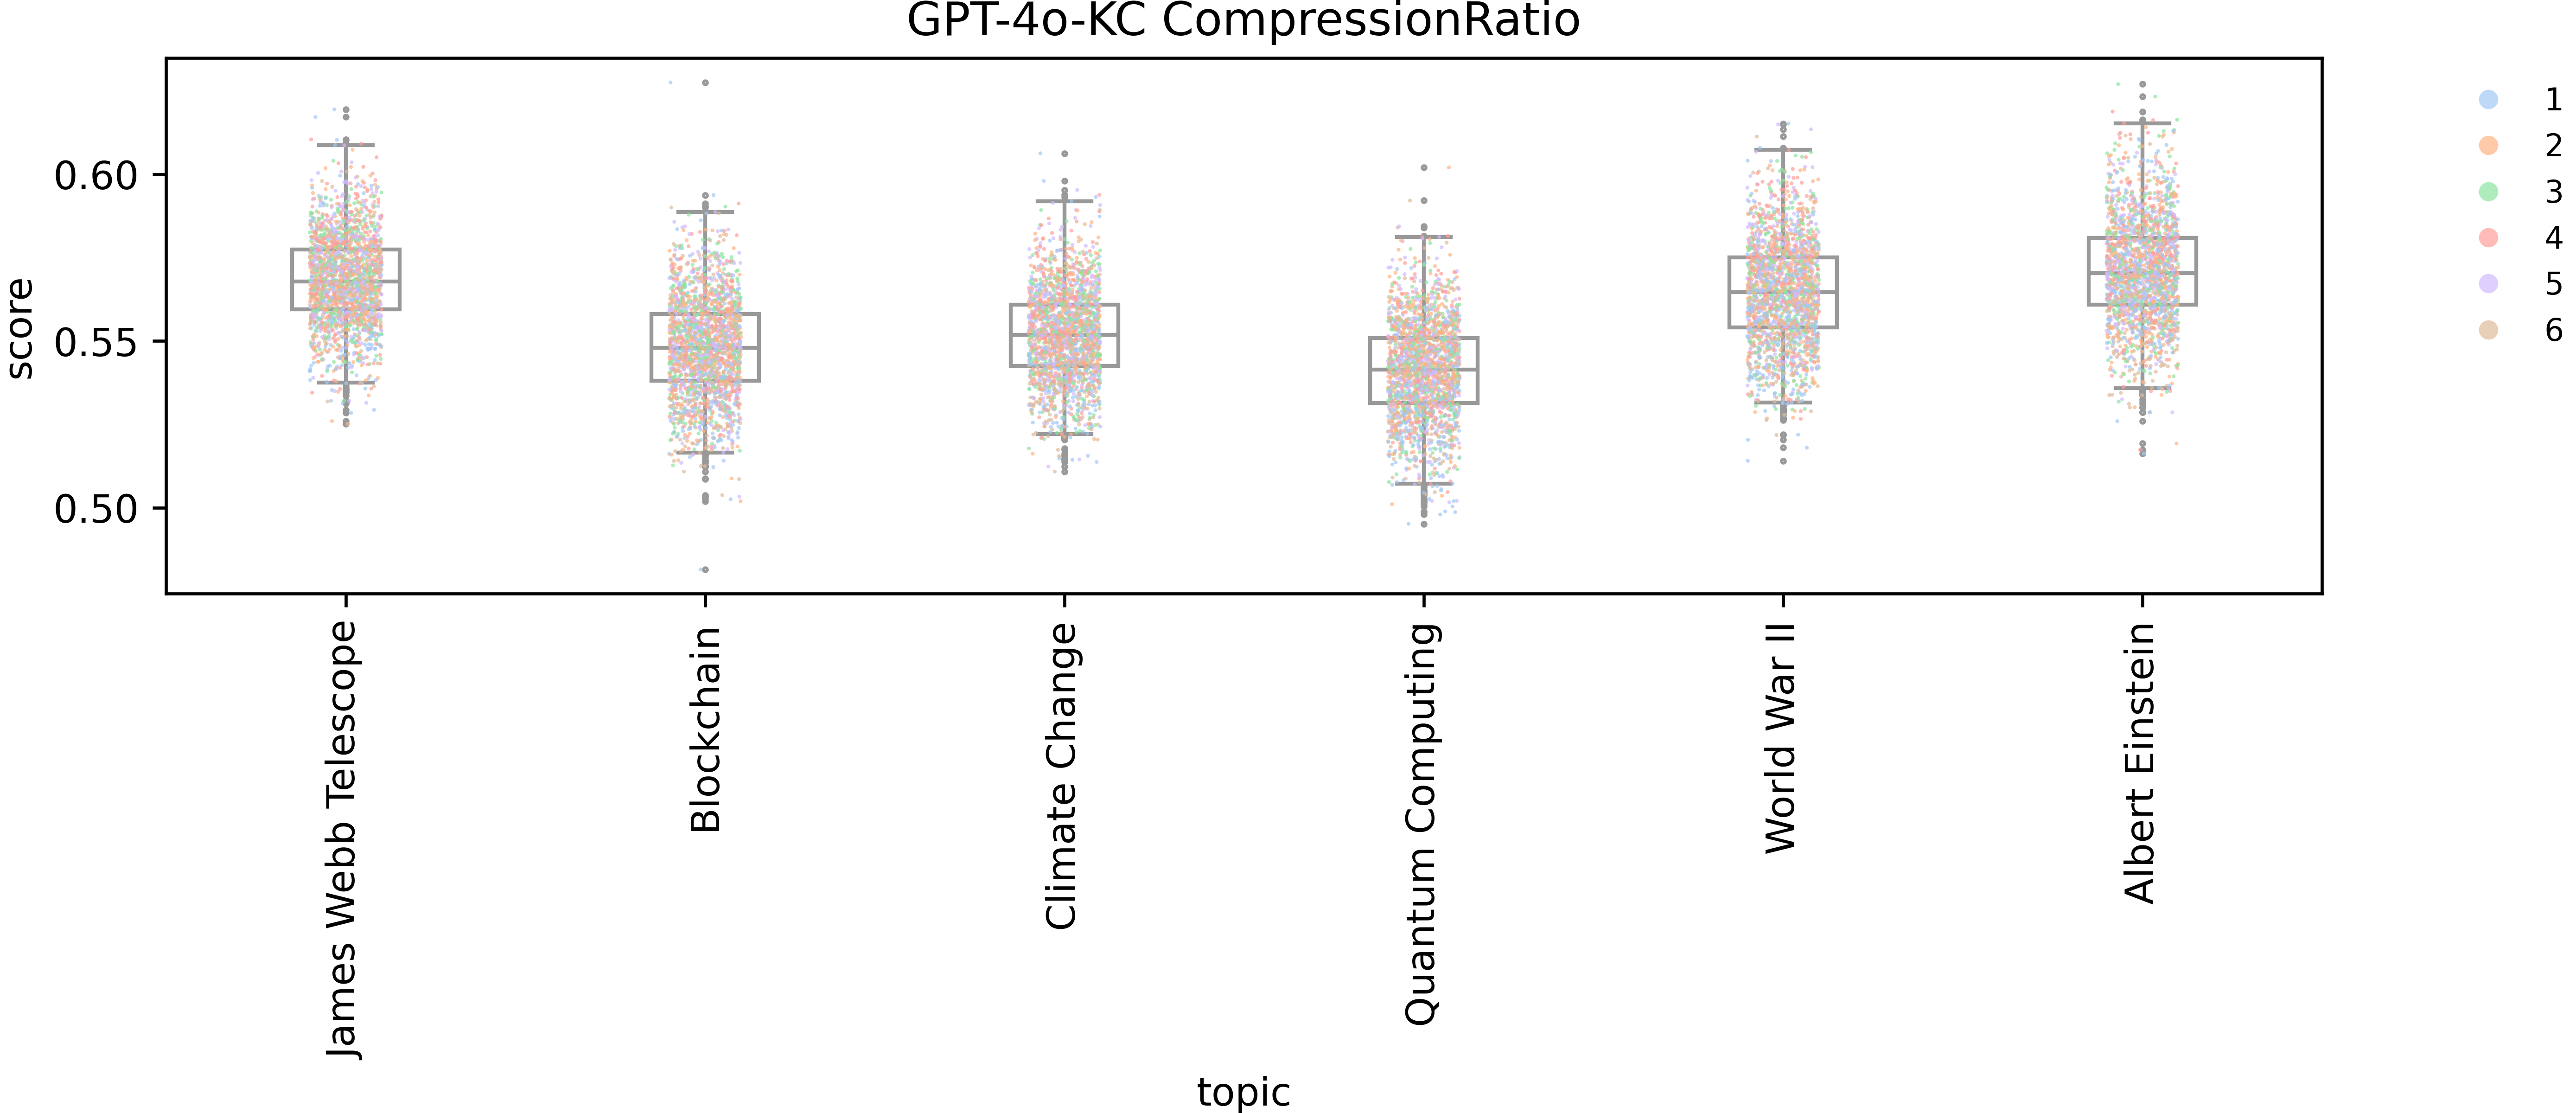 GPT-4o-KC CompressionRatio
score
0.60
0.55
0.50
James Webb Telescope
Blockchain
Climate Change
Quantum Computing
World War II
Albert Einstein
topic
1
2
3
4
5
6